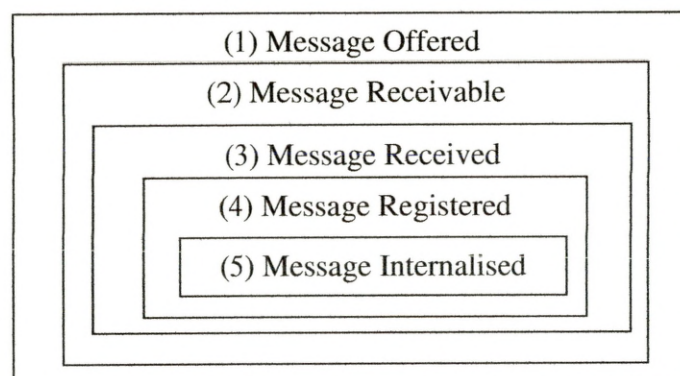 (1) Message Offered
(2) Message Receivable
(3) Message Received
(4) Message Registered
(5) Message Internalised